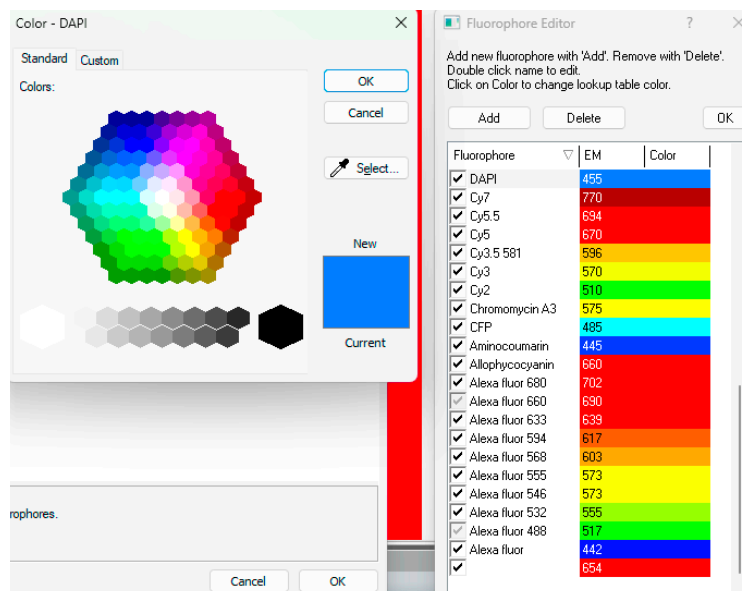 Color - DAPI
Standard Custom
Colors:
OK
Cancel
Select...
New
Current
rophores.
Cancel OK
Fluorophore Editor ?
Add new fluorophore with 'Add'. Remove with 'Delete'.
Double click name to edit.
Click on Color to change lookup table color.
Add Delete OK
Fluorophore EM Color
DAPI 455
Cy7 770
Cy5.5 694
Cy5 670
Cy3.5 581 596
Cy3 570
Cy2 510
Chromomycin A3 575
CFP 485
Aminocoumarin 445
Allophycocyanin 660
Alexa fluor 680 702
Alexa fluor 660 690
Alexa fluor 633 639
Alexa fluor 594 617
Alexa fluor 568 603
Alexa fluor 555 573
Alexa fluor 546 573
Alexa fluor 532 555
Alexa fluor 488 517
Alexa fluor 442
654